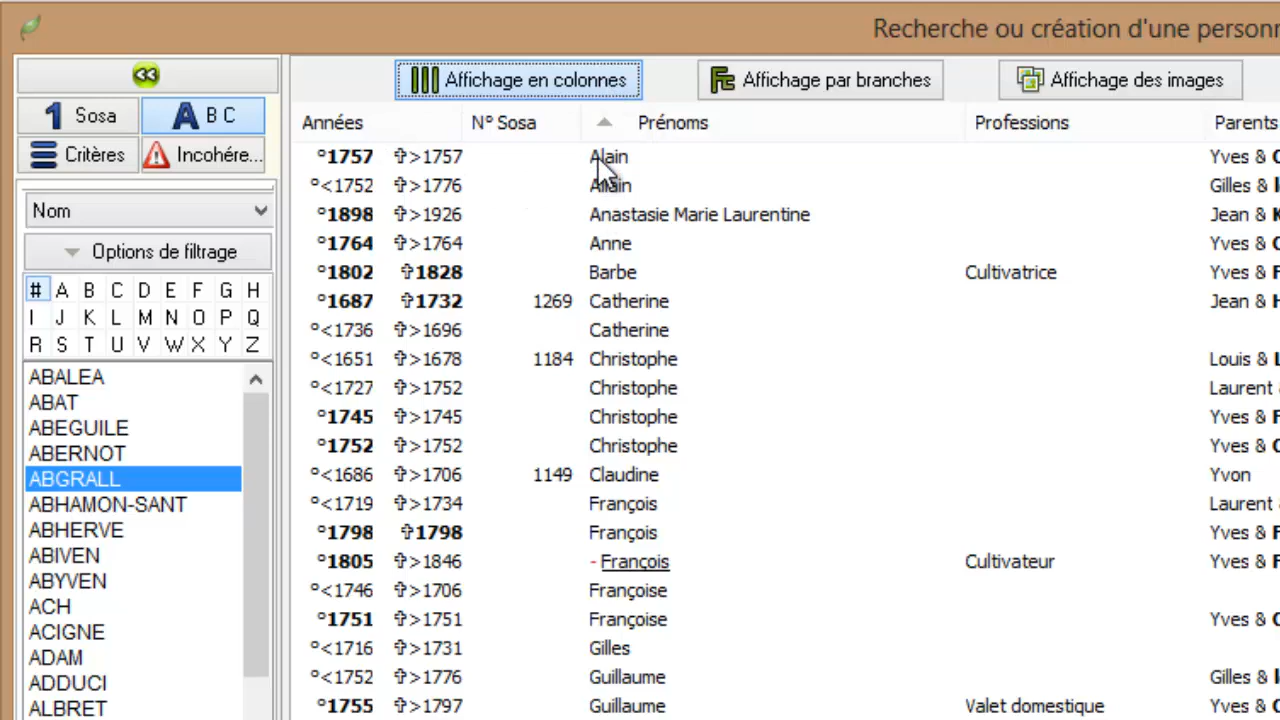 Recherche ou création d'une
Affichage en colonnes Affichage par branches Affichage des images
1 Sosa A B C
Critères Incohére...
Années N° Sosa Prénoms Professions Parents
Nom
Options de filtrage
# A B C D E F G H
I J K L M N O P Q
R S T U V W X Y Z
ABALEA
ABAT
ABEGUILE
ABERNOT
ABGRALL
ABHAMON-SANT
ABHERVE
ABIVEN
ABYVEN
ACH
ACIGNE
ADAM
ADDUCI
ALBRET
°1757 ✞>1757 Alain Yves &
°<1752 ✞>1776 Alain Gilles &
°1898 ✞>1926 Anastasie Marie Laurentine Jean &
°1764 ✞>1764 Anne Yves &
°1802 ✞1828 Barbe Cultivatrice Yves &
°1687 ✞1732 1269 Catherine Jean &
°<1736 ✞>1696 Catherine
°<1651 ✞>1678 1184 Christophe Louis &
°<1727 ✞>1752 Christophe Laurent
°1745 ✞>1745 Christophe Yves &
°1752 ✞>1752 Christophe Yves &
°<1686 ✞>1706 1149 Claudine Yvon
°<1719 ✞>1734 François Laurent
°1798 ✞1798 François Yves &
°1805 ✞>1846 - François Cultivateur Yves &
°<1746 ✞>1706 Françoise
°1751 ✞>1751 Françoise Yves &
°<1716 ✞>1731 Gilles
°<1752 ✞>1776 Guillaume Gilles &
°1755 ✞>1797 Guillaume Valet domestique Yves &